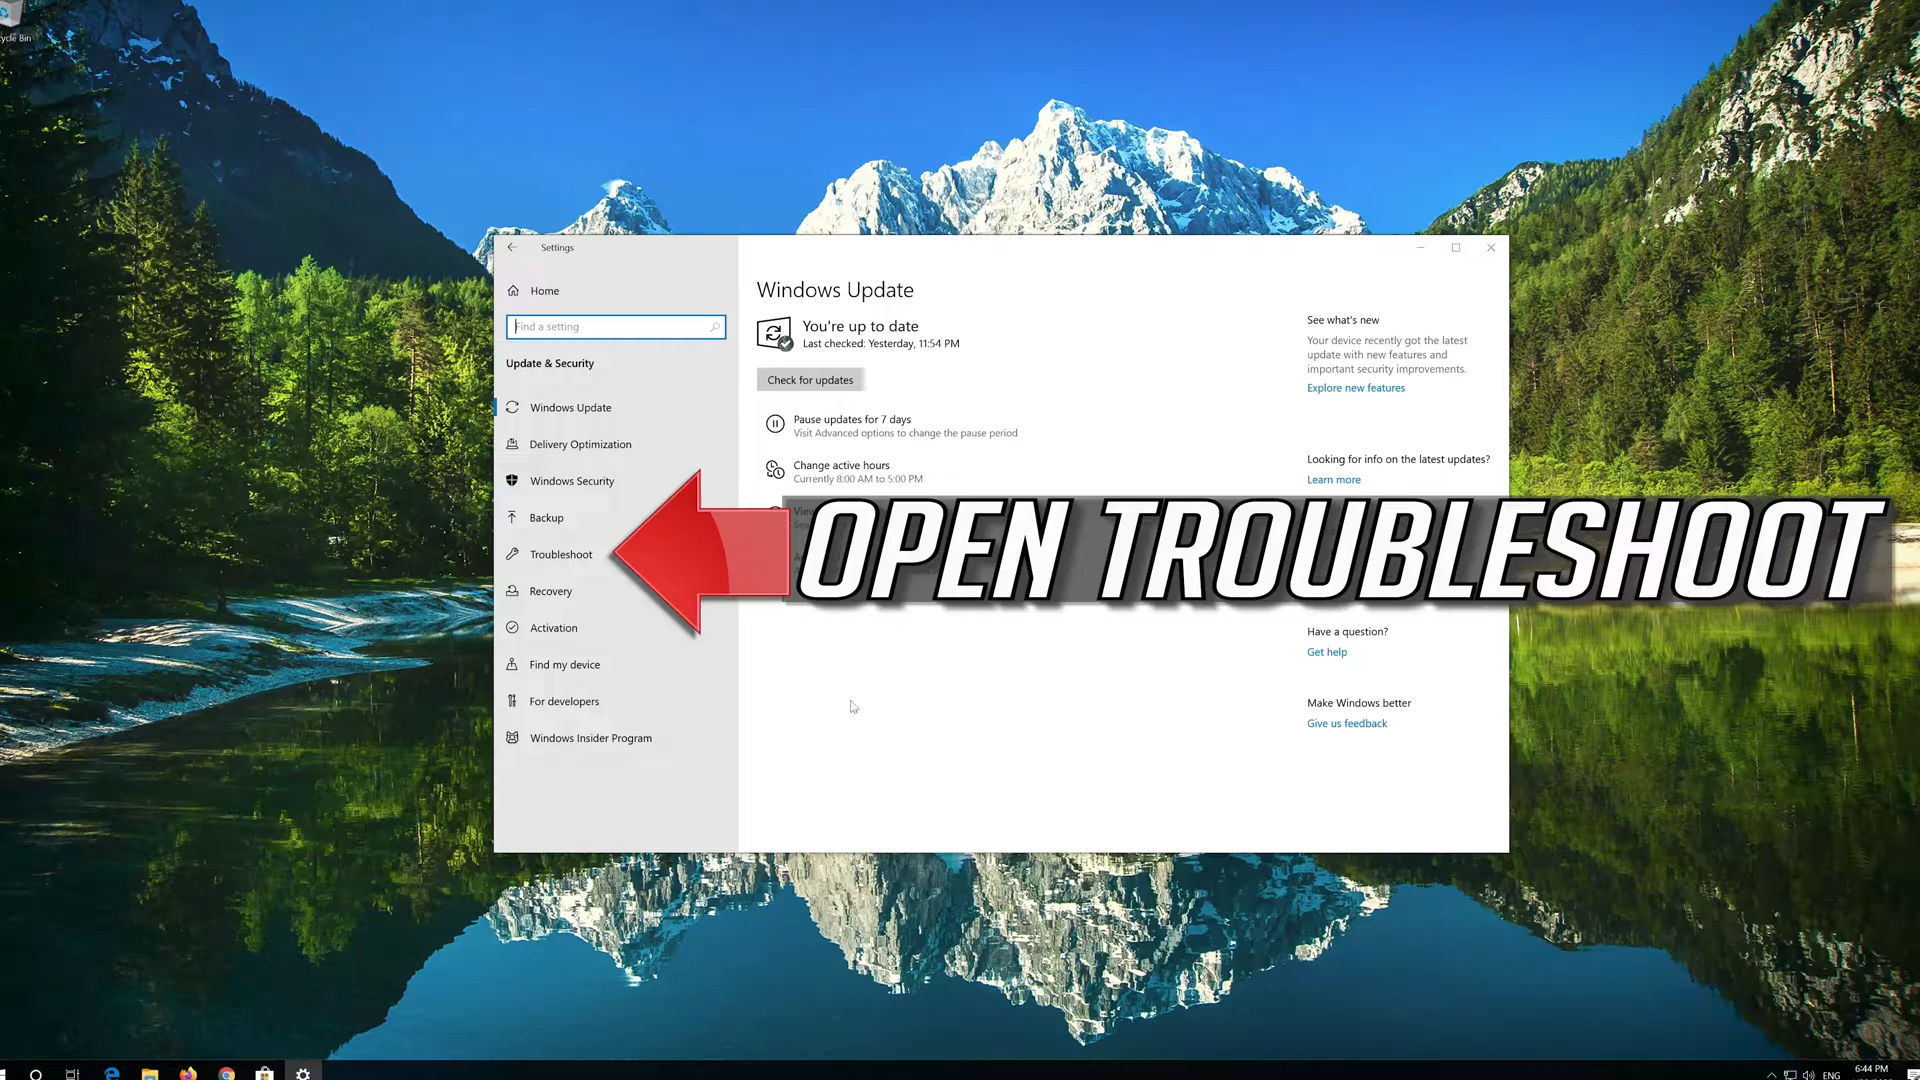 cycle Bin
Settings
Home
Find a setting
Update & Security
Windows Update
Delivery Optimization
Windows Security
Backup
Troubleshoot
Recovery
Activation
Find my device
For developers
Windows Insider Program
Windows Update
You're up to date
Last checked: Yesterday, 11:54 PM
Check for updates
Pause updates for 7 days
Visit Advanced options to change the pause period
Change active hours
Currently 8:00 AM to 5:00 PM
OPEN TROUBLESHOOT
See what's new
Your device recently got the latest
update with new features and
important security improvements.
Explore new features
Looking for info on the latest updates?
Learn more
Have a question?
Get help
Make Windows better
Give us feedback
ENG
6:44 PM